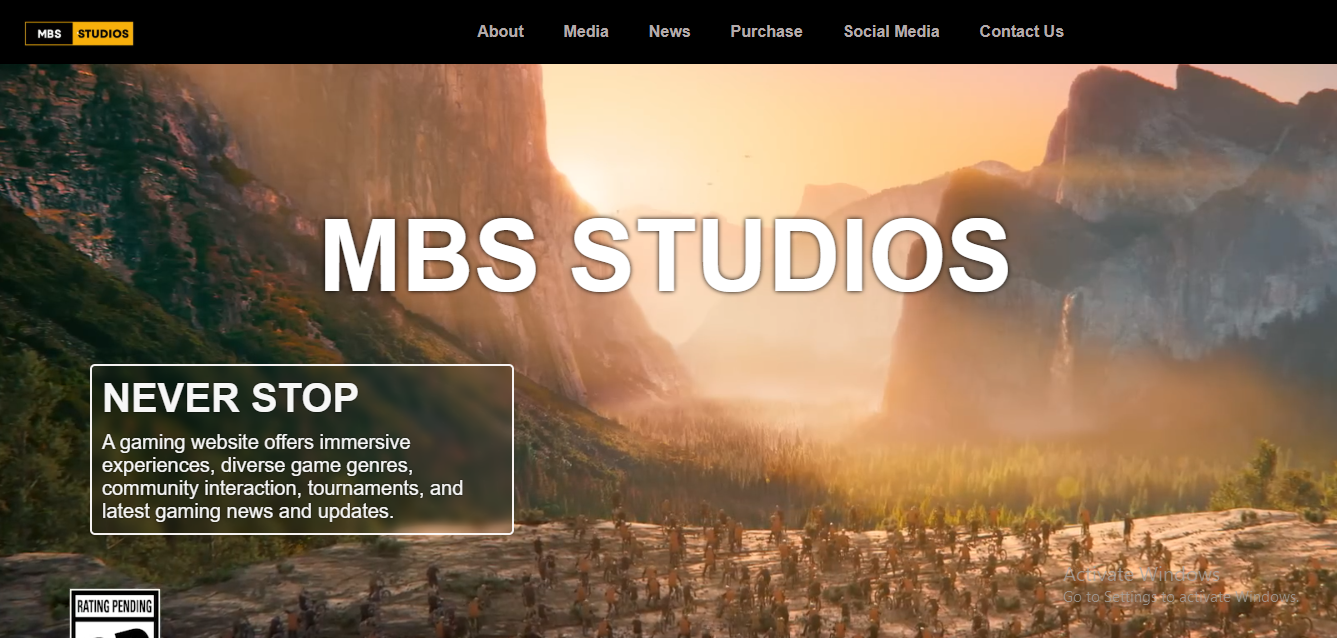 MBS STUDIOS
About Media News Purchase Social Media Contact Us
MBS STUDIOS
NEVER STOP
A gaming website offers immersive
experiences, diverse game genres,
community interaction, tournaments, and
latest gaming news and updates.
Activate Windows
Go to Settings to activate Windows.
RATING PENDING